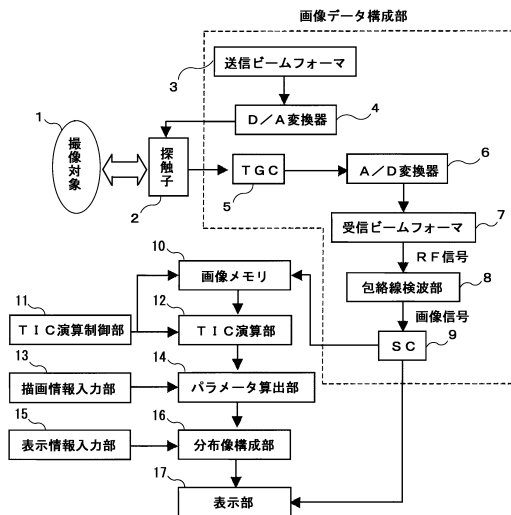 画像データ構成部
送信ビームフォーマ
3
D/A変換器
4
1
撮像対象
探触子
2
TGC
5
A/D変換器
6
受信ビームフォーマ
7
RF信号
包絡線検波部
8
画像信号
SC
9
10
画像メモリ
11
TIC演算制御部
12
TIC演算部
13
描画情報入力部
14
パラメータ算出部
15
表示情報入力部
16
分布像構成部
17
表示部